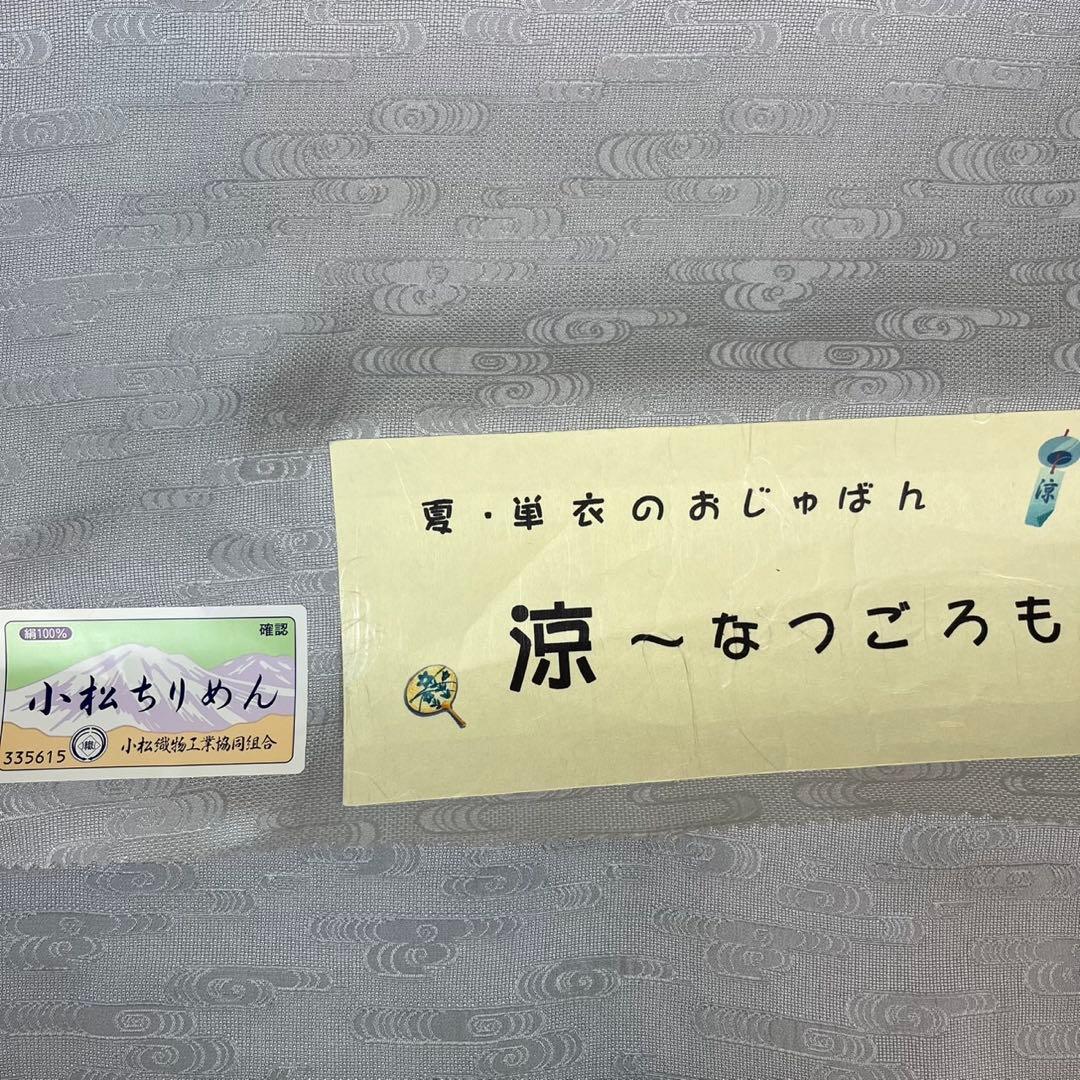 夏・単衣のおじゅばん
涼
涼～なつごろも
絹100%
確認
小松ちりめん
335615
織
小松織物工業協同組合